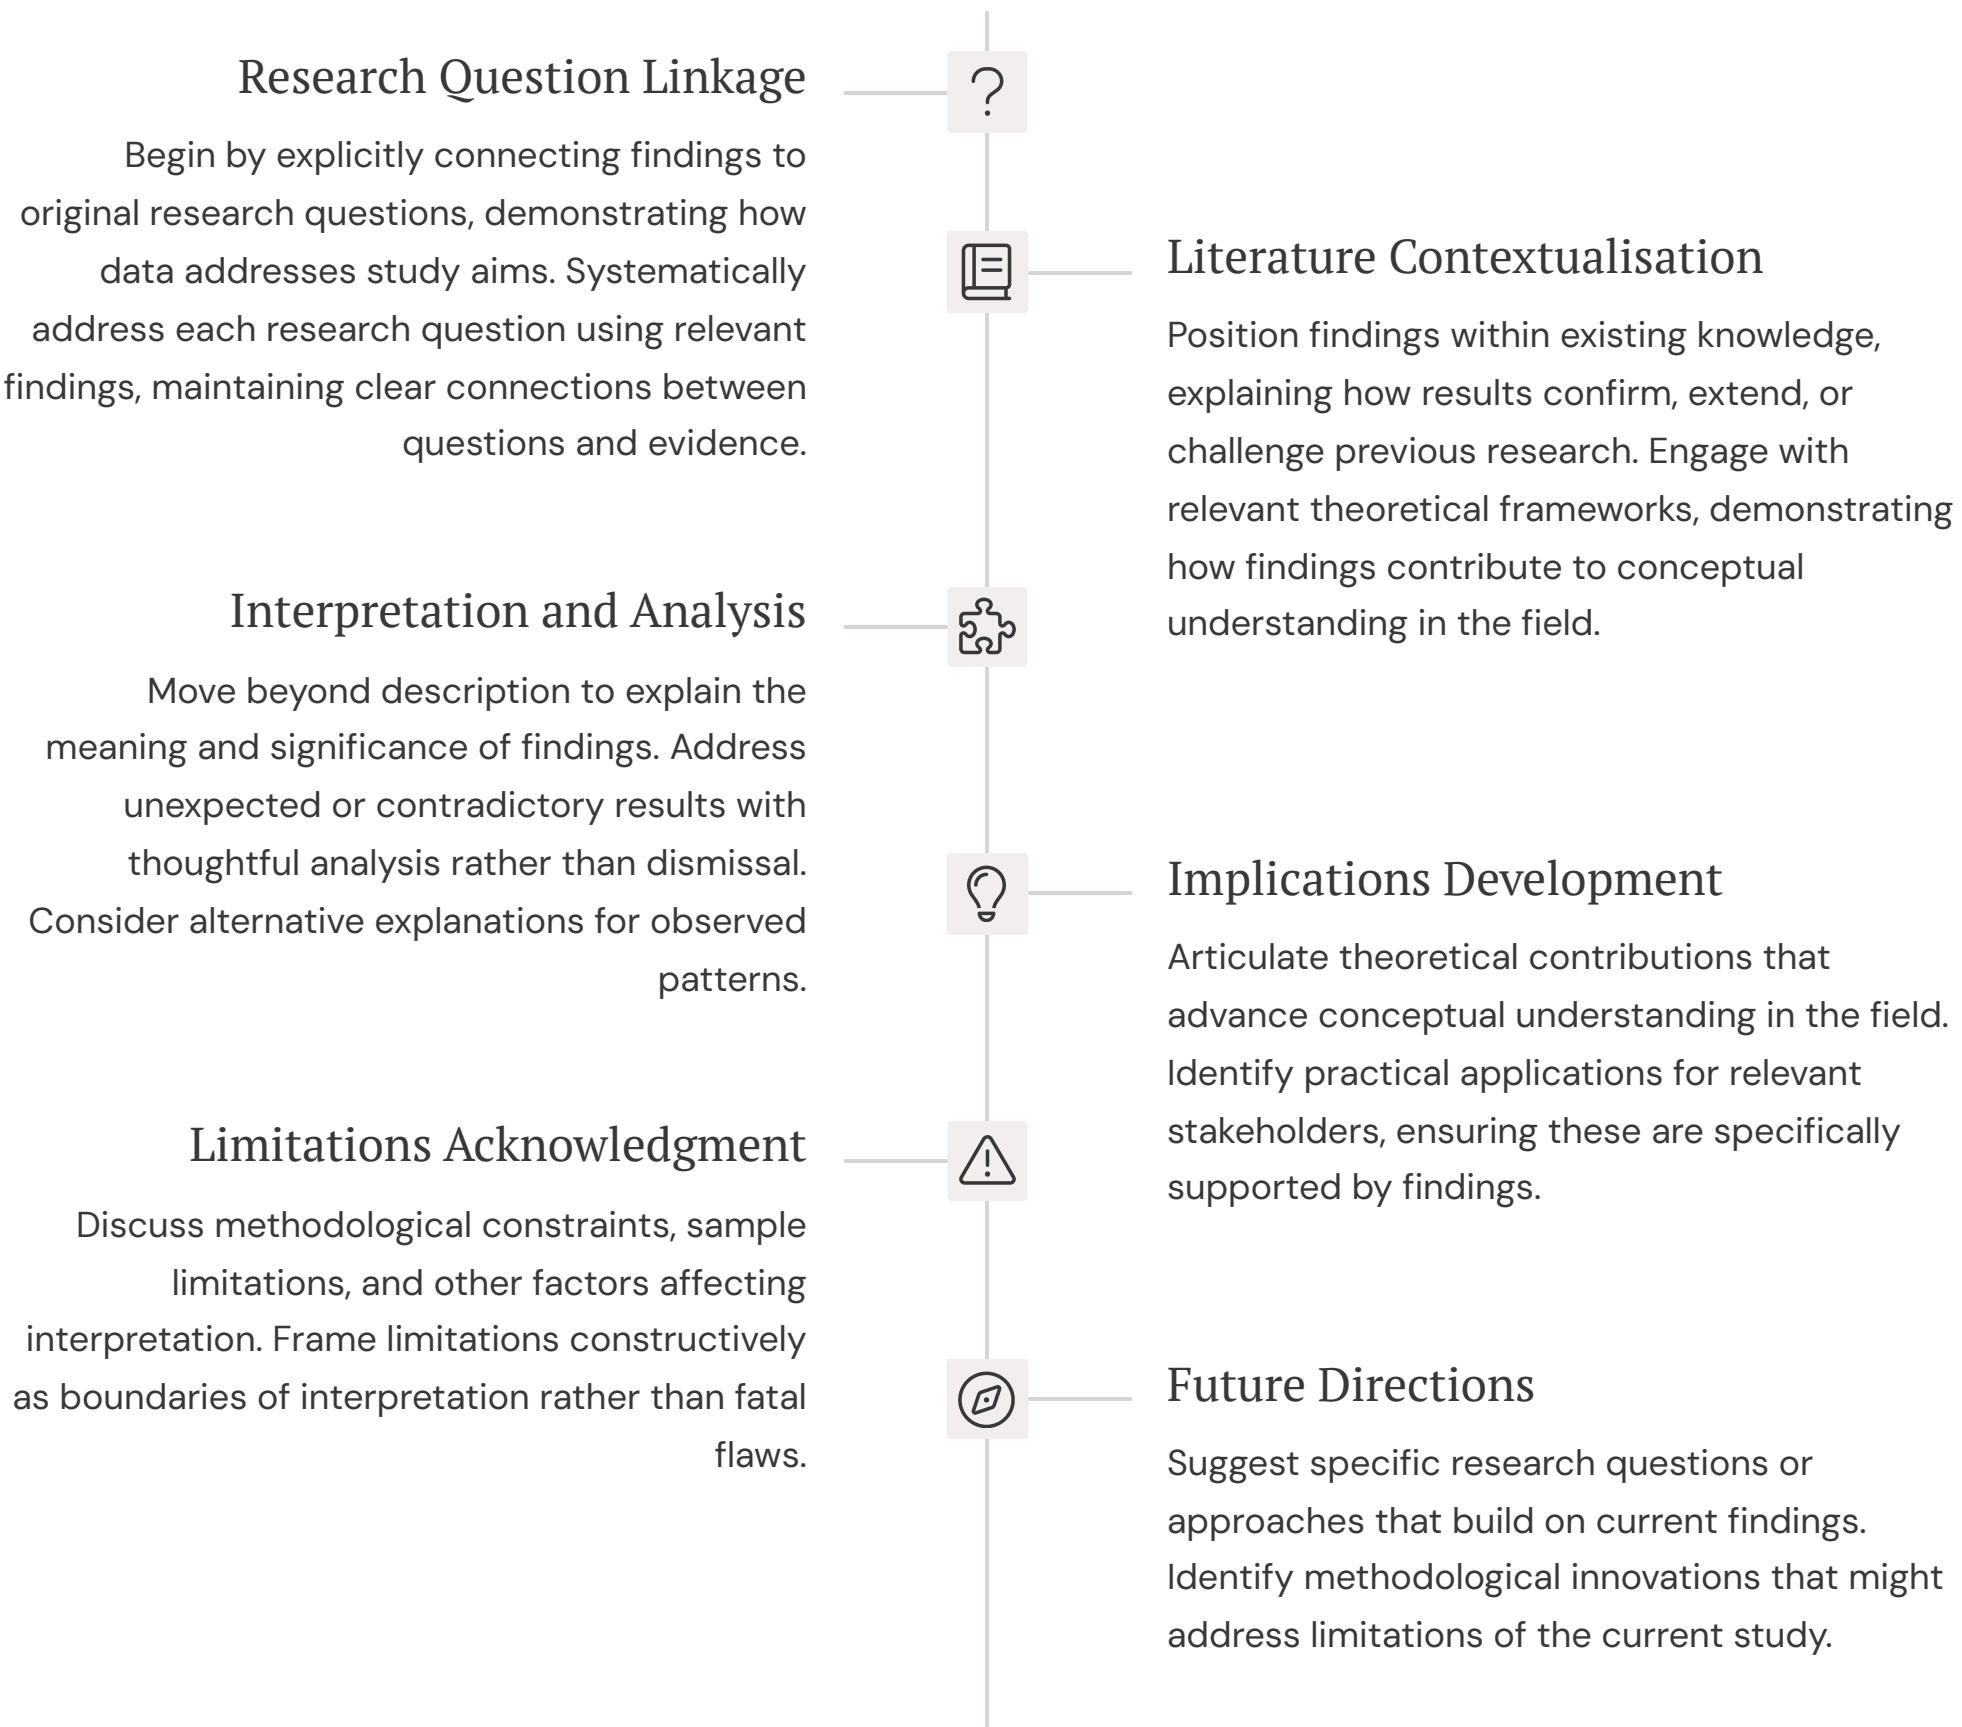 Research Question Linkage
Begin by explicitly connecting findings to
original research questions, demonstrating how
data addresses study aims. Systematically
address each research question using relevant
findings, maintaining clear connections between
questions and evidence.
Literature Contextualisation
Position findings within existing knowledge,
explaining how results confirm, extend, or
challenge previous research. Engage with
relevant theoretical frameworks, demonstrating
how findings contribute to conceptual
understanding in the field.
Interpretation and Analysis
Move beyond description to explain the
meaning and significance of findings. Address
unexpected or contradictory results with
thoughtful analysis rather than dismissal.
Consider alternative explanations for observed
patterns.
Implications Development
Articulate theoretical contributions that
advance conceptual understanding in the field.
Identify practical applications for relevant
stakeholders, ensuring these are specifically
supported by findings.
Limitations Acknowledgment
Discuss methodological constraints, sample
limitations, and other factors affecting
interpretation. Frame limitations constructively
as boundaries of interpretation rather than fatal
flaws.
Future Directions
Suggest specific research questions or
approaches that build on current findings.
Identify methodological innovations that might
address limitations of the current study.